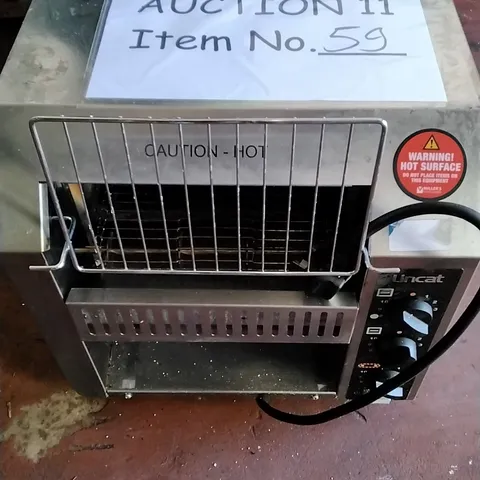 AUCTION 11
Item No. 59
CAUTION - HOT
WARNING!
HOT SURFACE
DO NOT PLACE ITEMS ON
THIS EQUIPMENT
Lincat